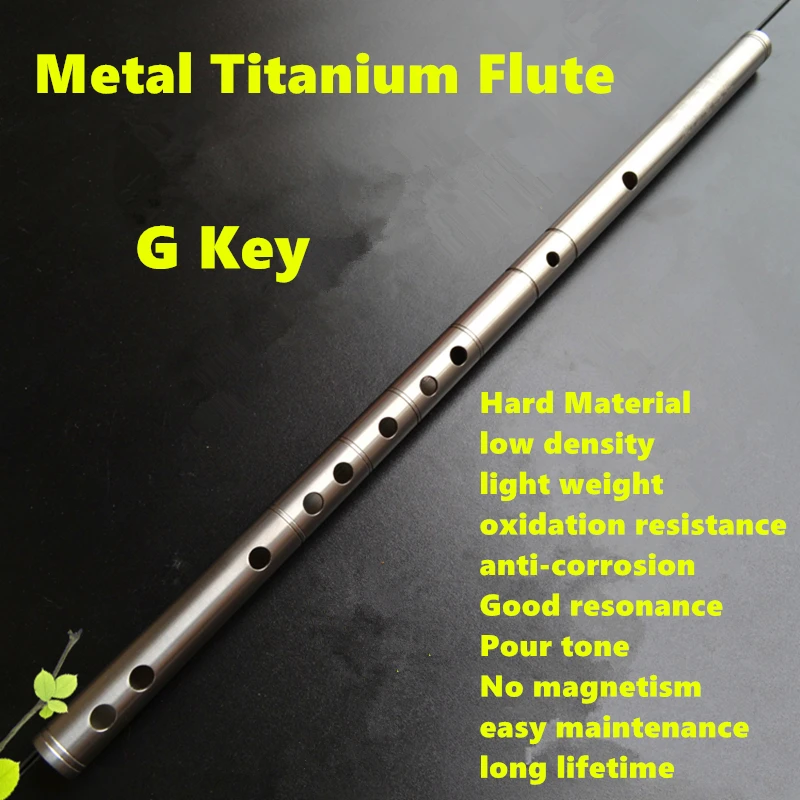 Metal Titanium Flute
G Key
Hard Material
low density
light weight
oxidation resistance
anti-corrosion
Good resonance
Pour tone
No magnetism
easy maintenance
long lifetime